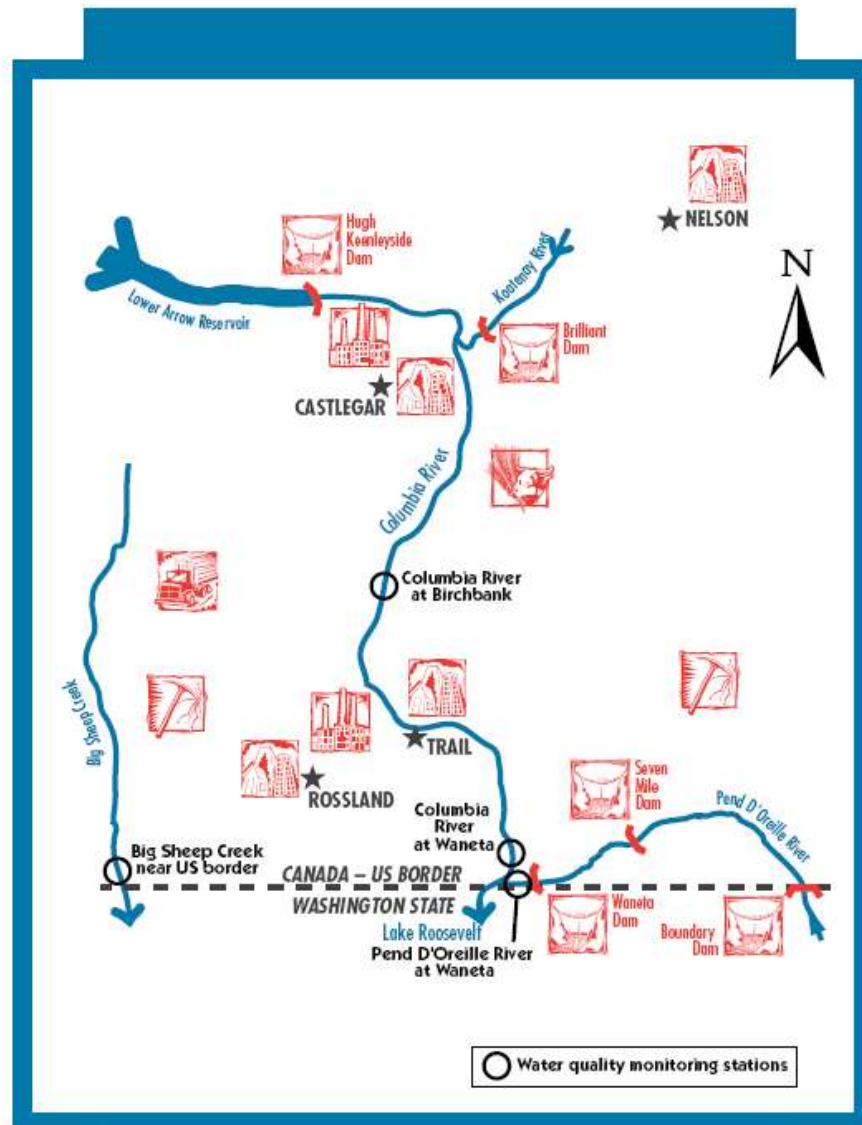 NELSON
Hugh
Keenleyside
Dam
Kootenay River
N
Lower Arrow Reservoir
Brilliant
Dam
CASTLEGAR
Columbia River
Columbia River
at Birchbank
Big Sheep Creek
TRAIL
ROSSLAND
Seven
Mile
Dam
Pend D'Oreille River
Columbia
River
at Waneta
Big Sheep Creek
near US border
CANADA – US BORDER
WASHINGTON STATE
Lake Roosevelt
Waneta
Dam
Boundary
Dam
Pend D'Oreille River
at Waneta
Water quality monitoring stations